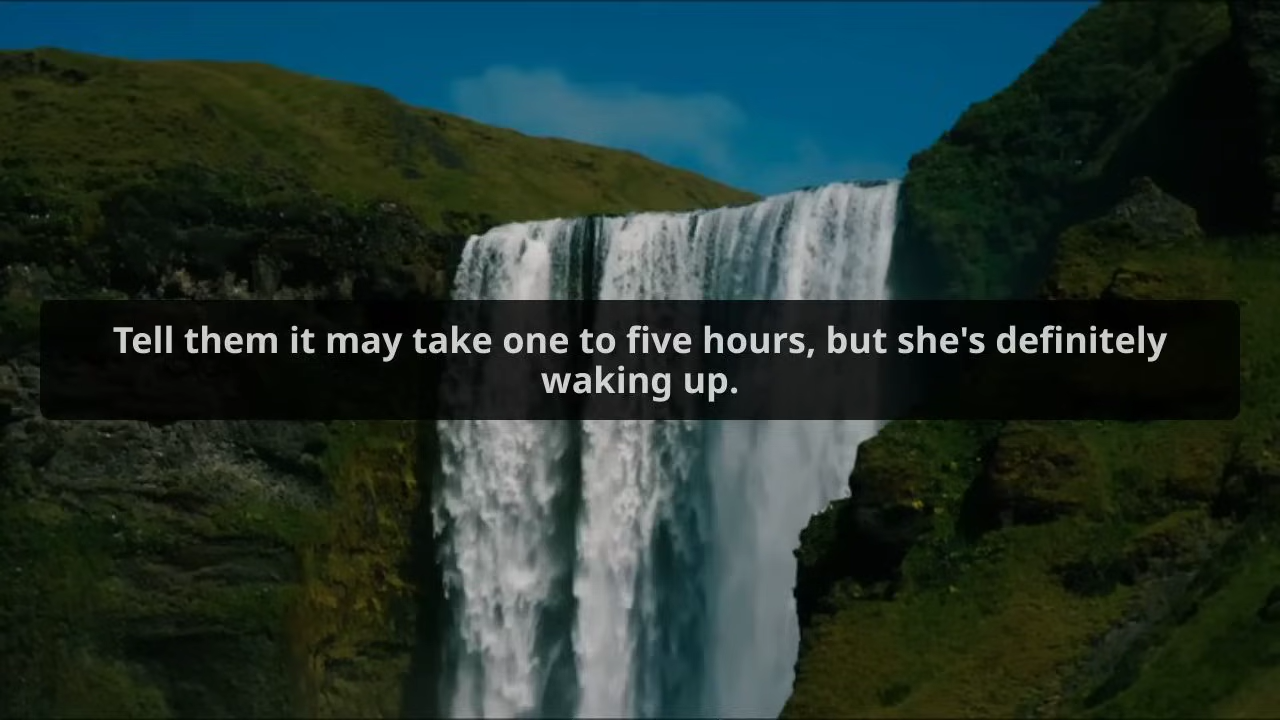 Tell them it may take one to five hours, but she's definitely
waking up.